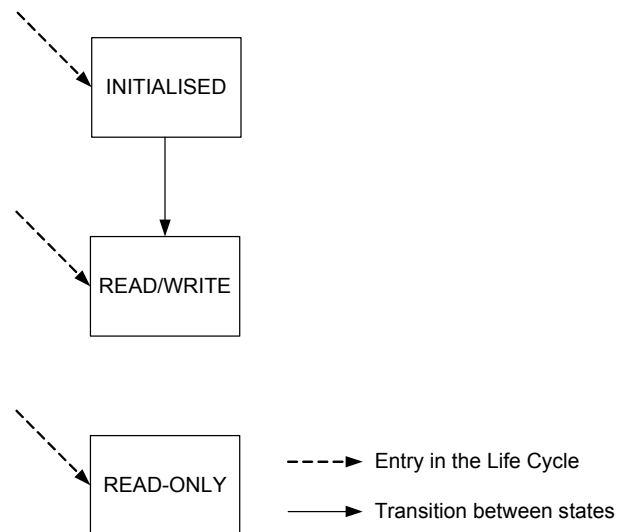 INITIALISED
READ/WRITE
READ-ONLY
Entry in the Life Cycle
Transition between states